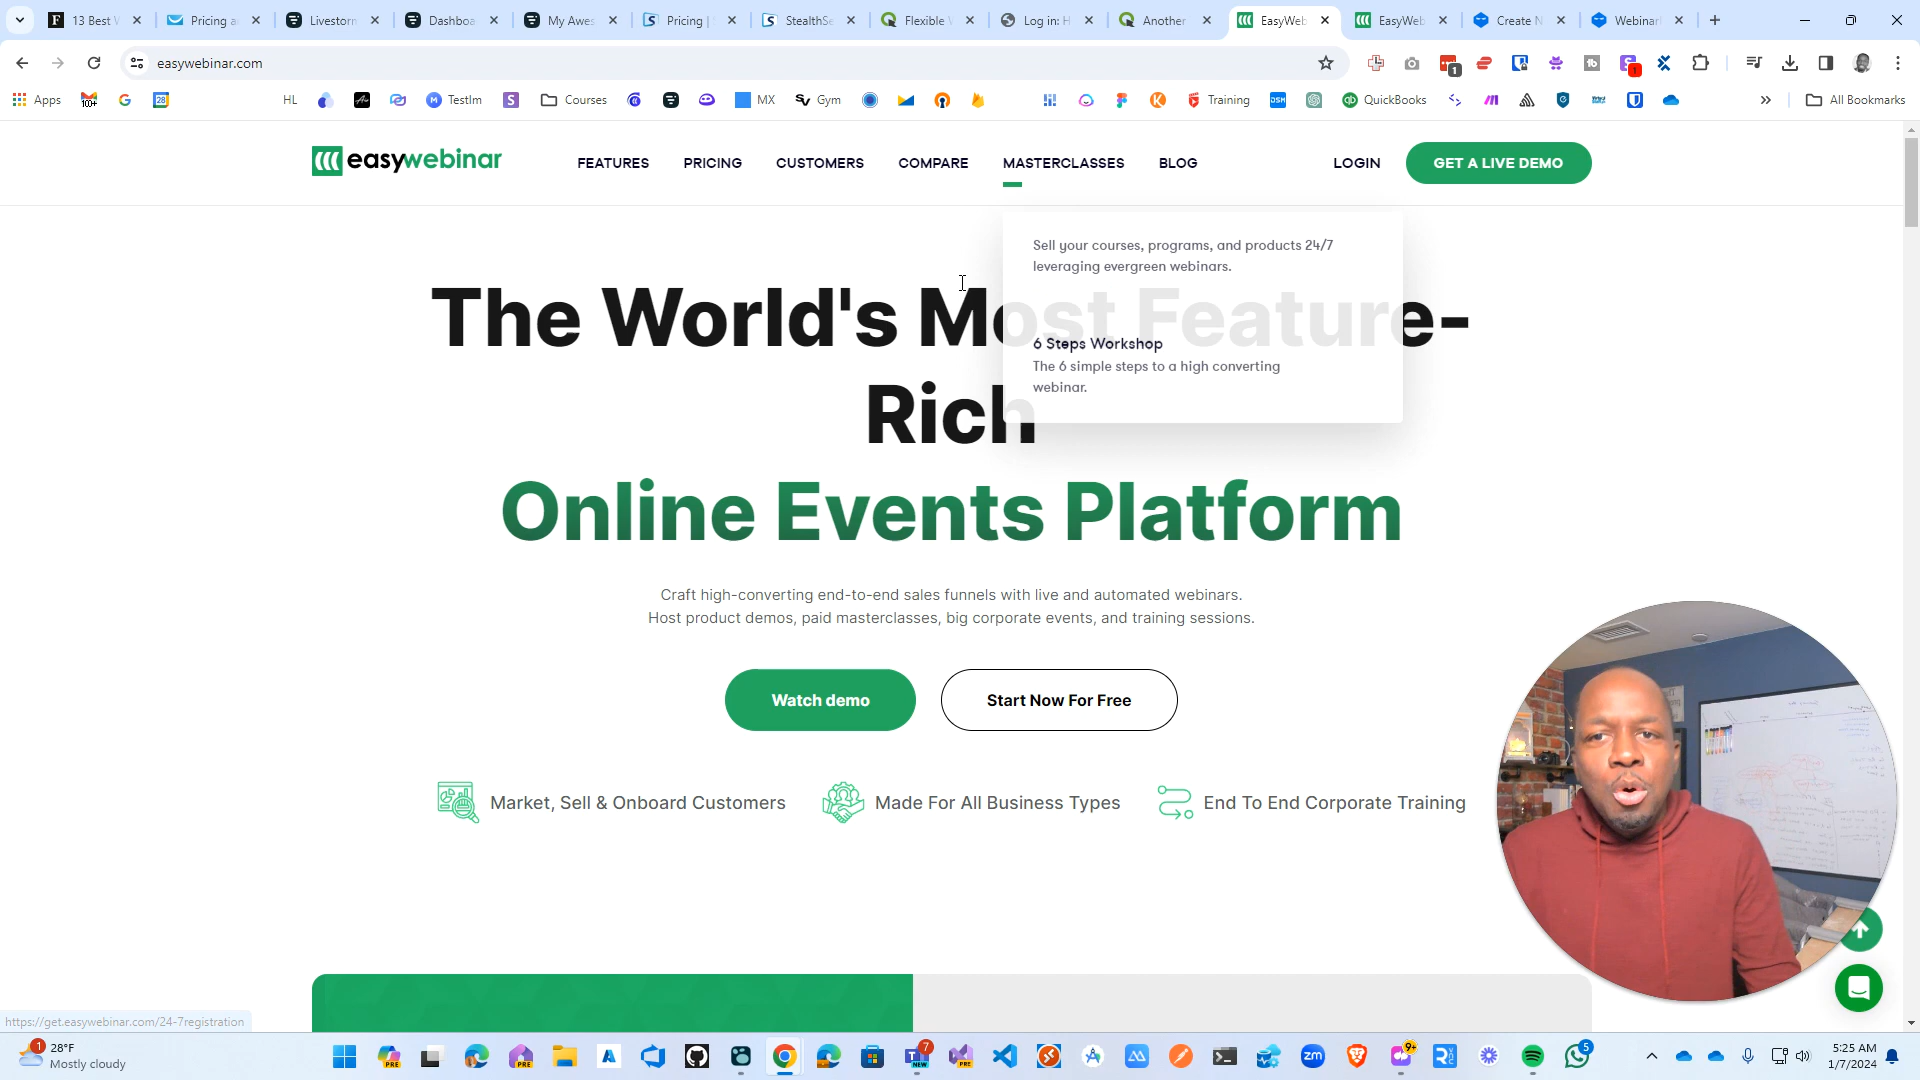 13 Best
Pricing a
Livestorm
Dashboa
My Awes
Pricing |
StealthSe
Flexible
Log in: H
Another
EasyWeb
EasyWeb
Create N
Webinarl
easywebinar.com
Apps
HL
TestIm
Courses
MX
Gym
Training
QuickBooks
All Bookmarks
easywebinar
FEATURES
PRICING
CUSTOMERS
COMPARE
MASTERCLASSES
BLOG
LOGIN
GET A LIVE DEMO
Sell your courses, programs, and products 24/7
leveraging evergreen webinars.
6 Steps Workshop
The 6 simple steps to a high converting
webinar.
The World's Most Feature-
Rich
Online Events Platform
Craft high-converting end-to-end sales funnels with live and automated webinars.
Host product demos, paid masterclasses, big corporate events, and training sessions.
Watch demo
Start Now For Free
Market, Sell & Onboard Customers
Made For All Business Types
End To End Corporate Training
https://get.easywebinar.com/24-7registration
28°F
Mostly cloudy
5:25 AM
1/7/2024